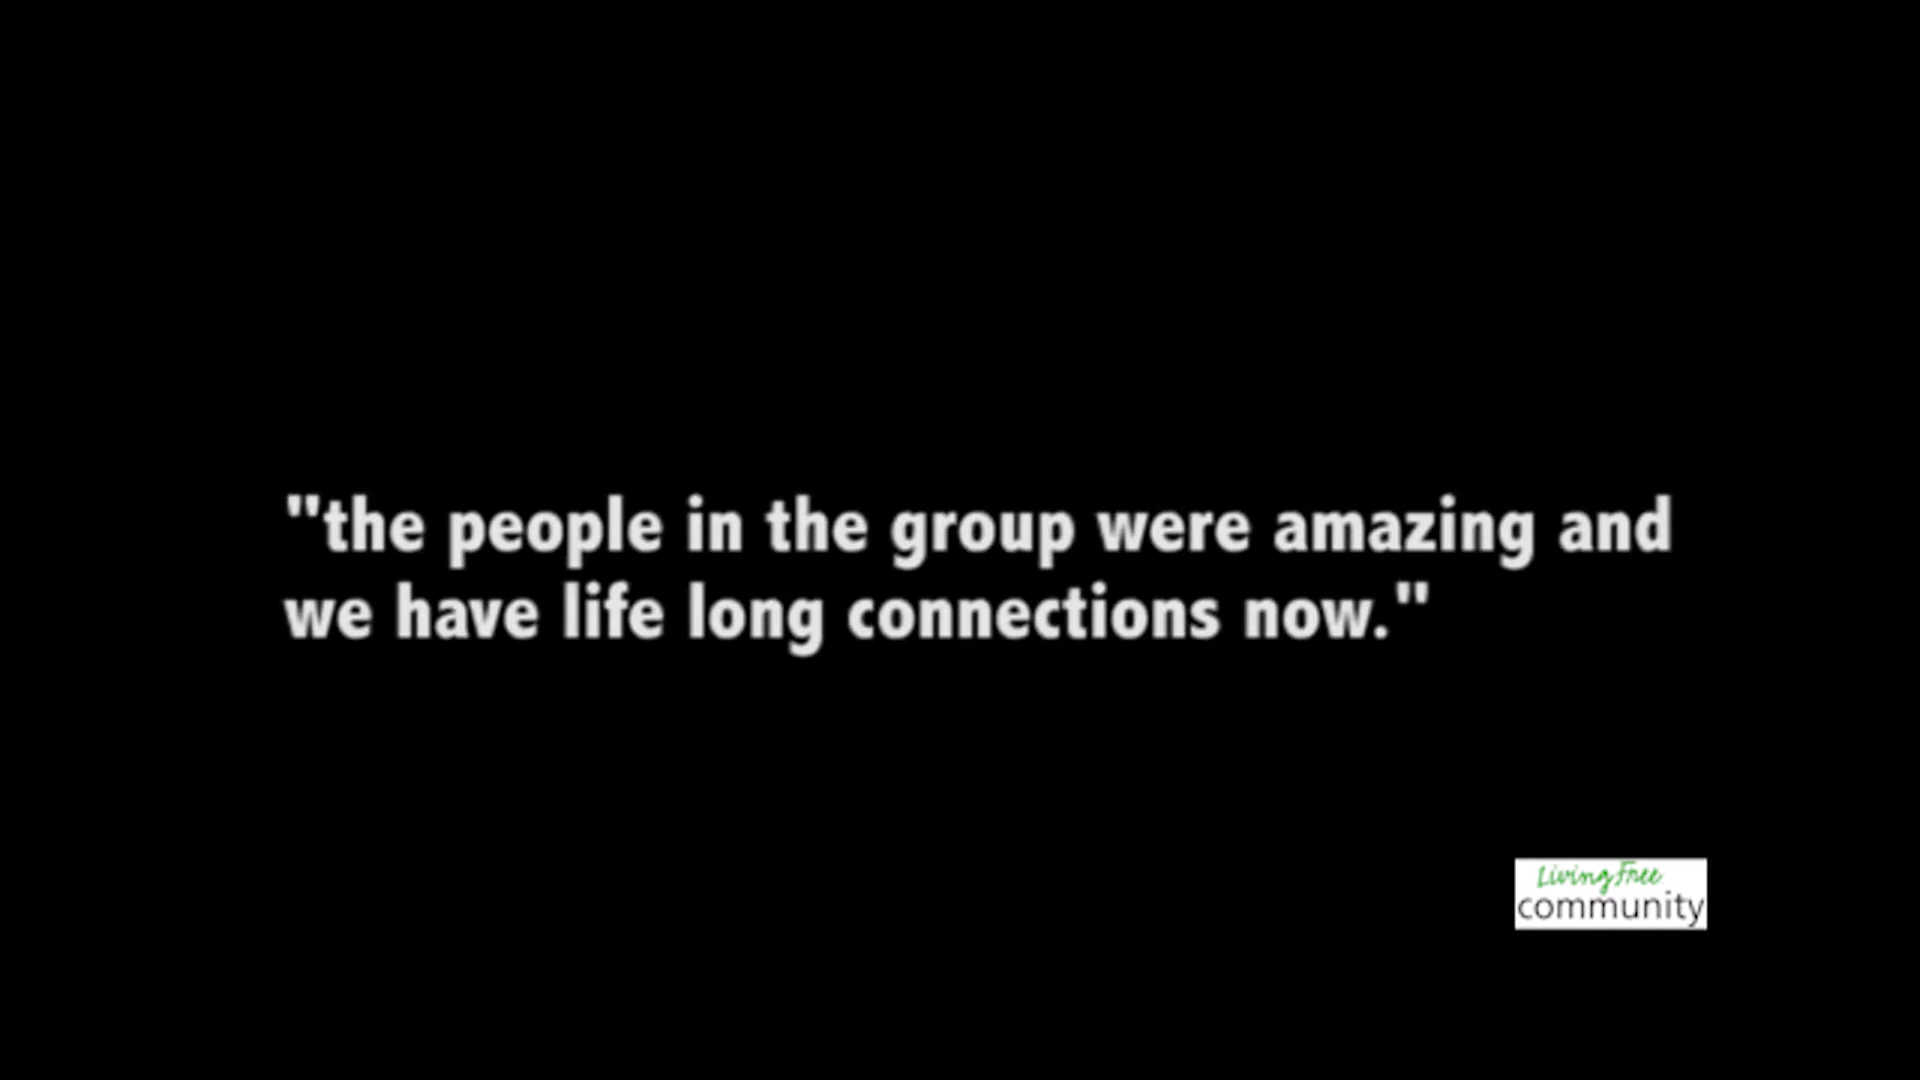 "the people in the group were amazing and
we have life long connections now."
Living Free
community